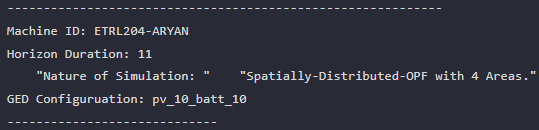 ------------------------------------------------------------
Machine ID: ETRL204-ARYAN
Horizon Duration: 11
    "Nature of Simulation: "    "Spatially-Distributed-OPF with 4 Areas."
GED Configuruation: pv_10_batt_10
-----------------------------